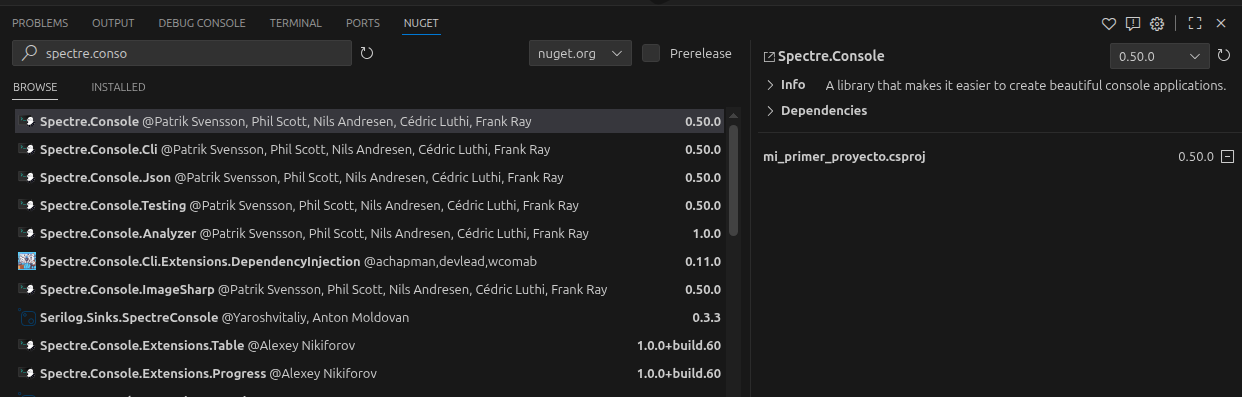 PROBLEMS OUTPUT DEBUG CONSOLE TERMINAL PORTS NUGET
spectre.conso nuget.org Prerelease
BROWSE INSTALLED
Spectre.Console @Patrik Svensson, Phil Scott, Nils Andresen, Cédric Luthi, Frank Ray 0.50.0
Spectre.Console.Cli @Patrik Svensson, Phil Scott, Nils Andresen, Cédric Luthi, Frank Ray 0.50.0
Spectre.Console.Json @Patrik Svensson, Phil Scott, Nils Andresen, Cédric Luthi, Frank Ray 0.50.0
Spectre.Console.Testing @Patrik Svensson, Phil Scott, Nils Andresen, Cédric Luthi, Frank Ray 0.50.0
Spectre.Console.Analyzer @Patrik Svensson, Phil Scott, Nils Andresen, Cédric Luthi, Frank Ray 1.0.0
Spectre.Console.Cli.Extensions.DependencyInjection @achapman,devlead,wcomab 0.11.0
Spectre.Console.ImageSharp @Patrik Svensson, Phil Scott, Nils Andresen, Cédric Luthi, Frank Ray 0.50.0
Serilog.Sinks.SpectreConsole @Yaroshvitaliy, Anton Moldovan 0.3.3
Spectre.Console.Extensions.Table @Alexey Nikiforov 1.0.0+build.60
Spectre.Console.Extensions.Progress @Alexey Nikiforov 1.0.0+build.60
Spectre.Console 0.50.0
Info A library that makes it easier to create beautiful console applications.
Dependencies
mi_primer_proyecto.csproj 0.50.0